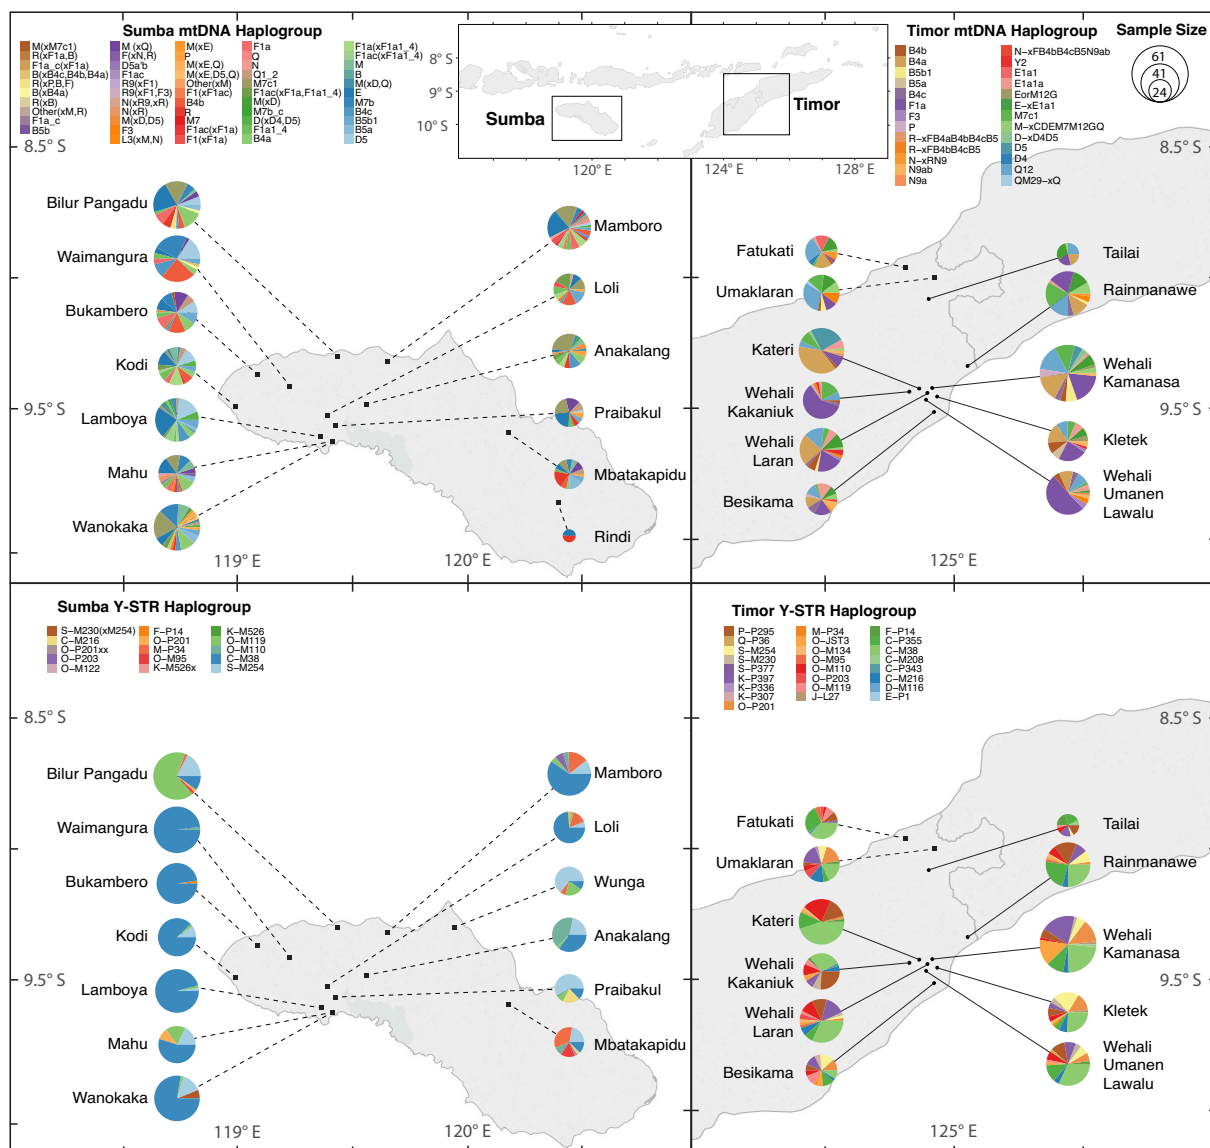 Sumba mtDNA Haplogroup
M(xM7c1)
R(xF1a,B)
F1a_c(xF1a)
B(xB4c,B4b,B4a)
R(xP,B,F)
B(xB4a)
R(xB)
Other(xM,R)
F1a_c
B5b
M (xQ)
F(xN,R)
D5a'b
F1ac
R9(xF1)
R9(xF1,F3)
N(xR9,xR)
N(xR)
M(xD,D5)
F3
L3(xM,N)
M(xE)
P
M(xE,Q)
M(xE,D5,Q)
Other(xM)
F1(xF1ac)
B4b
R
M7
F1ac(xF1a)
F1(xF1a)
F1a
Q
N
Q1_2
M7c1
F1ac(xF1a,F1a1_4)
M(xD)
M7b_c
D(xD4,D5)
F1a1_4
B4a
F1a(xF1a1_4)
F1ac(xF1a1_4)
M
B
M(xD,Q)
E
M7b
B4c
B5b1
B5a
D5
8° S
9° S
10° S
Sumba
Timor
120° E
124° E
128° E
Timor mtDNA Haplogroup
B4b
B4a
B5b1
B5a
B4c
F1a
F3
P
R−xFB4aB4bB4cB5
R−xFB4bB4cB5
N−xRN9
N9ab
N9a
N−xFB4bB4cB5N9ab
Y2
E1a1
E1a1a
EorM12G
E−xE1a1
M7c1
M−xCDEM7M12GQ
D−xD4D5
D5
D4
Q12
QM29−xQ
Sample Size
61
41
24
8.5° S
8.5° S
9.5° S
9.5° S
Bilur Pangadu
Waimangura
Bukambero
Kodi
Lamboya
Mahu
Wanokaka
Mamboro
Loli
Anakalang
Praibakul
Mbatakapidu
Rindi
119° E
120° E
Fatukati
Umaklaran
Kateri
Wehali
Kakaniuk
Wehali
Laran
Besikama
Tailai
Rainmanawe
Wehali
Kamanasa
Kletek
Wehali
Umanen
Lawalu
125° E
Sumba Y-STR Haplogroup
S−M230(xM254)
C−M216
O−P201xx
O−P203
O−M122
F−P14
O−P201
M−P34
O−M95
K−M526x
K−M526
O−M119
O−M110
C−M38
S−M254
Timor Y-STR Haplogroup
P−P295
Q−P36
S−M254
S−M230
S−P377
K−P397
K−P336
K−P307
O−P201
M−P34
O−JST3
O−M134
O−M95
O−M110
O−P203
O−M119
J−L27
F−P14
C−P355
C−M38
C−M208
C−P343
C−M216
D−M116
E−P1
8.5° S
8.5° S
9.5° S
9.5° S
Bilur Pangadu
Waimangura
Bukambero
Kodi
Lamboya
Mahu
Wanokaka
Mamboro
Loli
Wunga
Anakalang
Praibakul
Mbatakapidu
119° E
120° E
Fatukati
Umaklaran
Kateri
Wehali
Kakaniuk
Wehali
Laran
Besikama
Tailai
Rainmanawe
Wehali
Kamanasa
Kletek
Wehali
Umanen
Lawalu
125° E